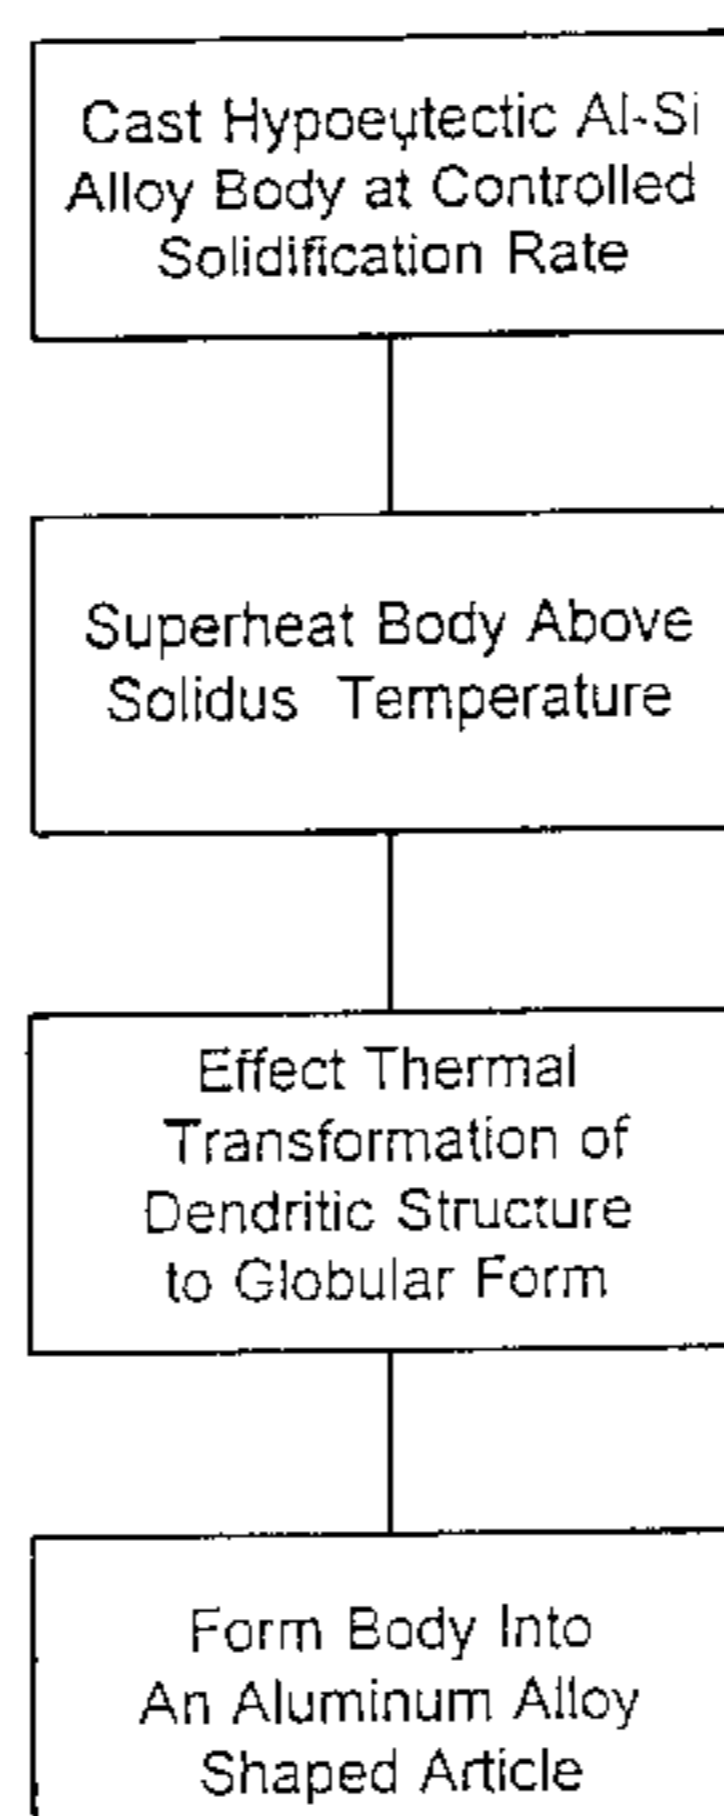 Cast Hypoeutectic Al-Si
Alloy Body at Controlled
Solidification Rate
Superheat Body Above
Solidus Temperature
Effect Thermal
Transformation of
Dendritic Structure
to Globular Form
Form Body Into
An Aluminum Alloy
Shaped Article